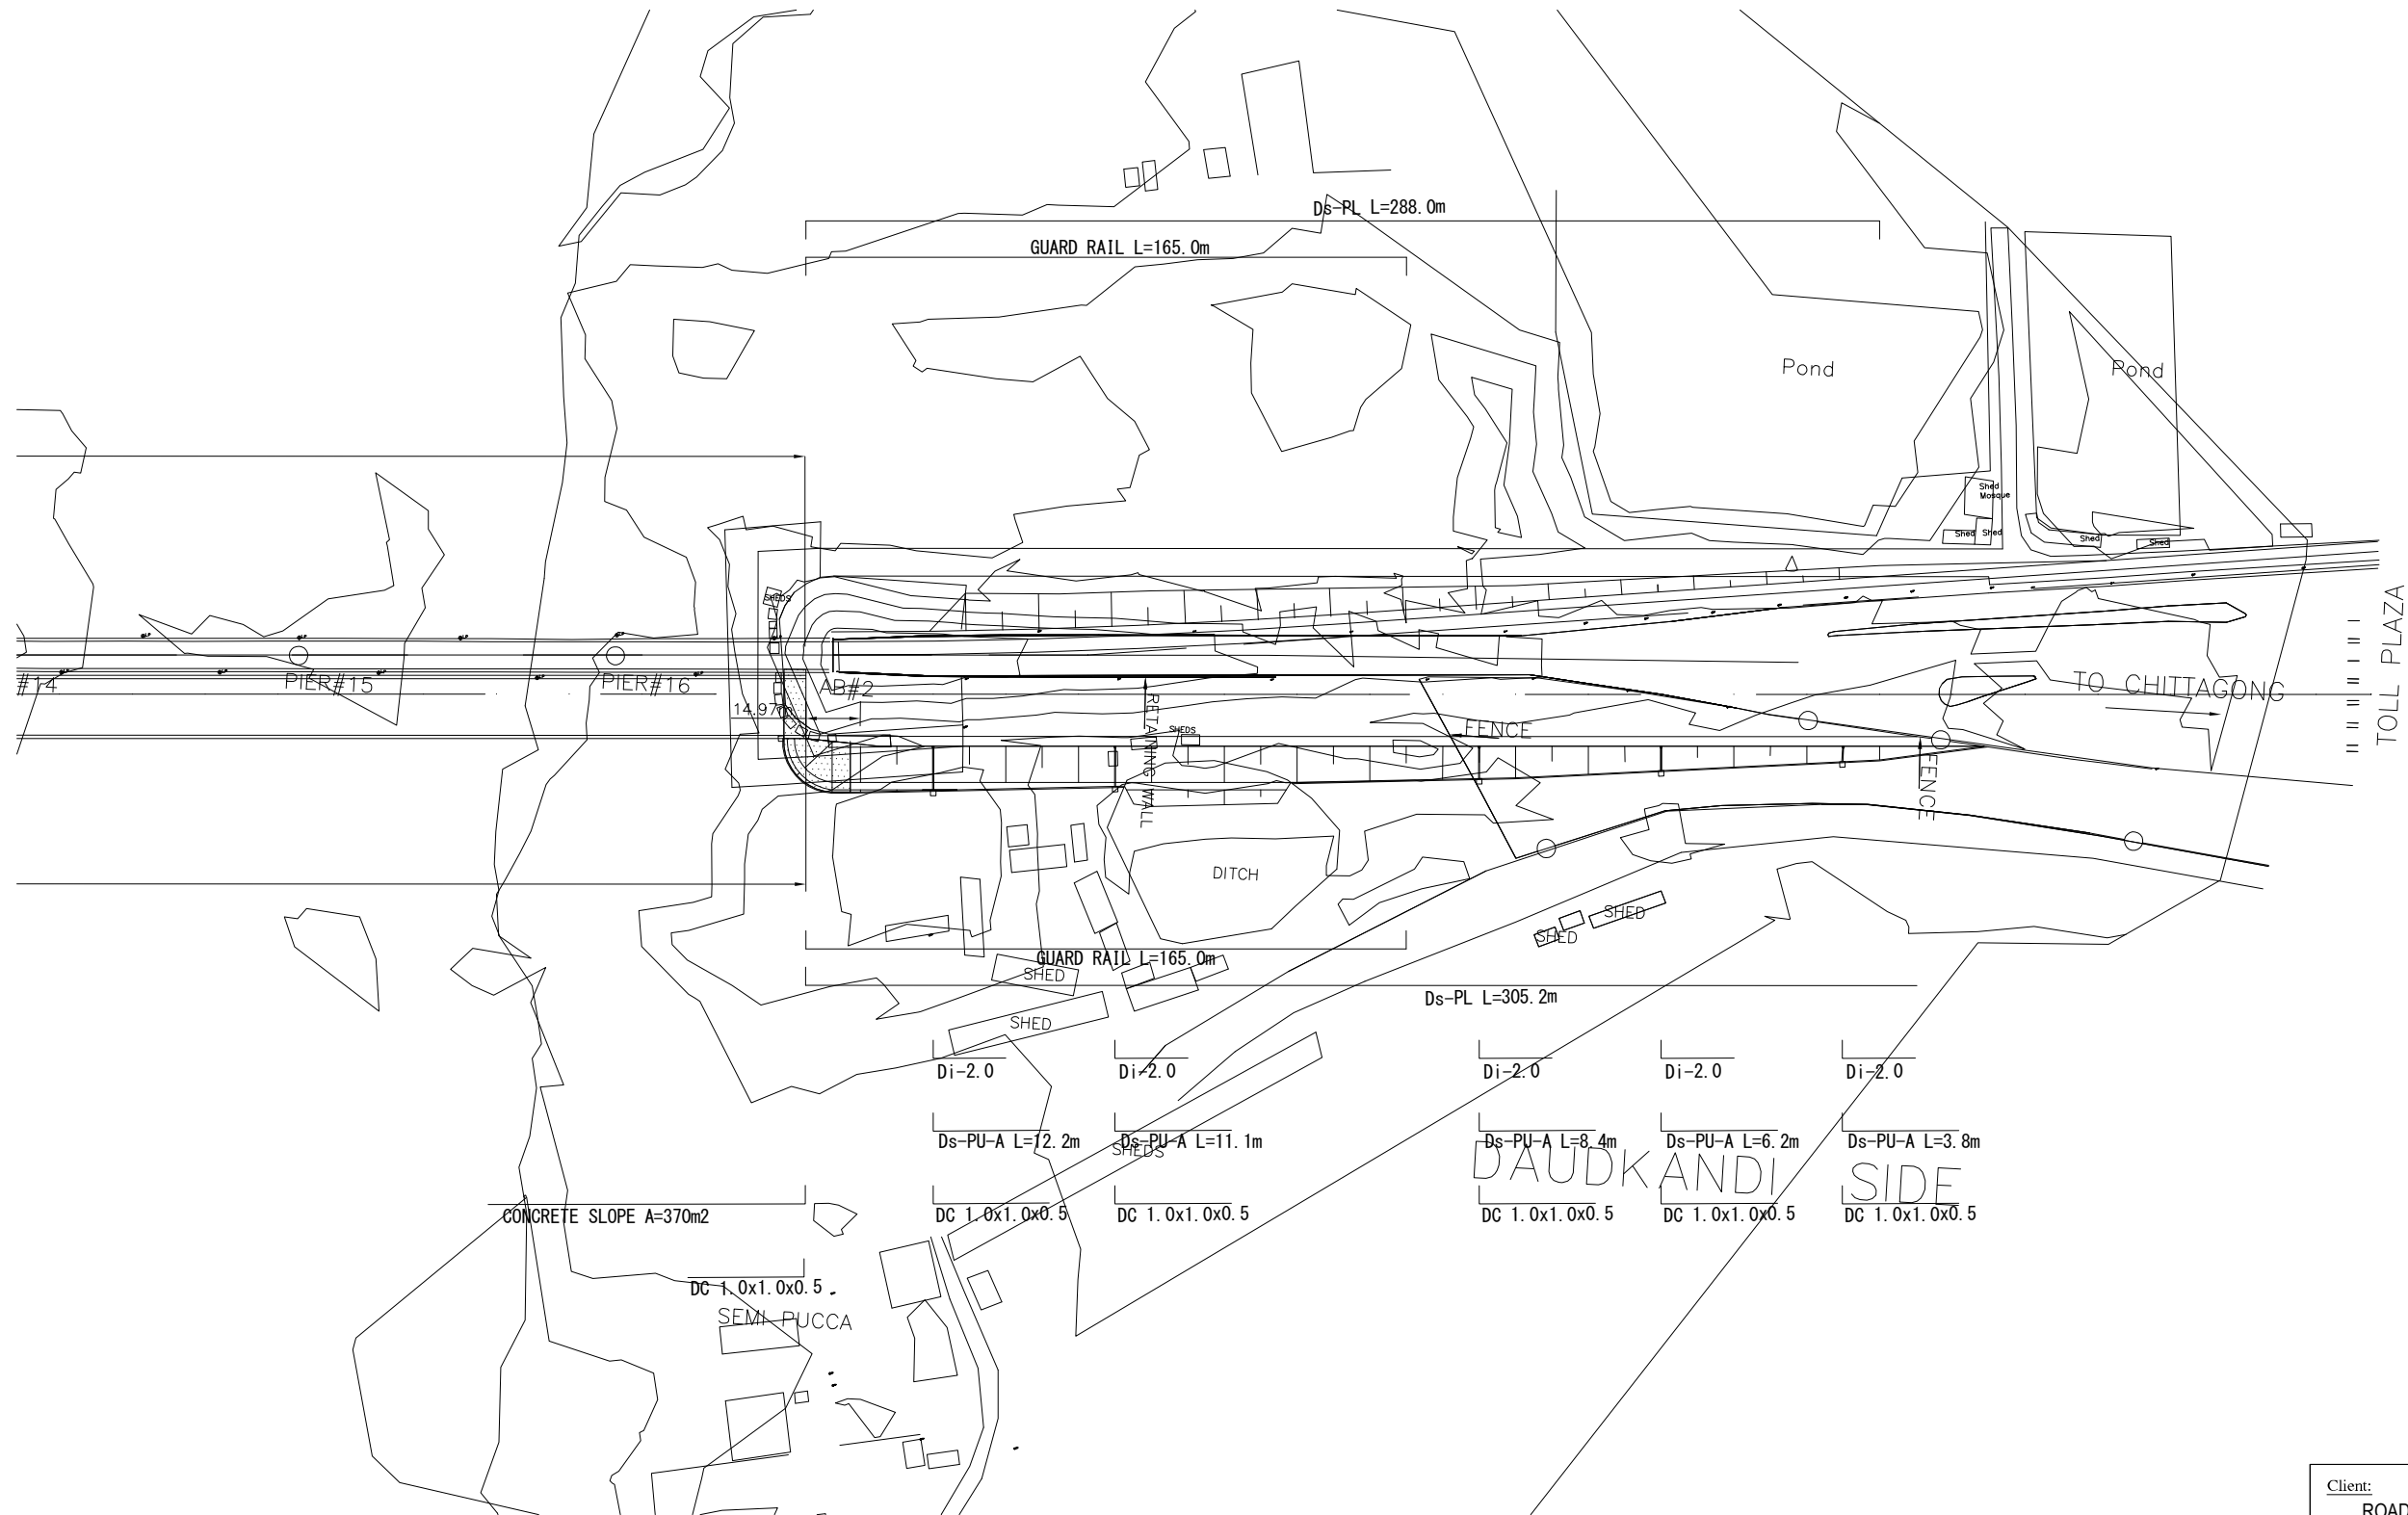 Ds-PL L=288.0m
GUARD RAIL L=165.0m
Pond
Pond
Shed
Mosque
Shed
Shed
Shed
Shed
SHEDS
TOLL PLAZA
#14
PIER#15
PIER#16
AB#2
TO CHITTAGONG
14.97m
RETAINING WALL
SHEDS
FENCE
FENCE
DITCH
SHED
SHED
GUARD RAIL L=165.0m
SHED
Ds-PL L=305.2m
SHED
Di-2.0
Di-2.0
Di-2.0
Di-2.0
Di-2.0
Ds-PU-A L=12.2m
Ds-PU-A L=11.1m
Ds-PU-A L=8.4m
Ds-PU-A L=6.2m
Ds-PU-A L=3.8m
SHEDS
DAUDKANDI SIDE
CONCRETE SLOPE A=370m2
DC 1.0x1.0x0.5
DC 1.0x1.0x0.5
DC 1.0x1.0x0.5
DC 1.0x1.0x0.5
DC 1.0x1.0x0.5
DC 1.0x1.0x0.5
SEMI PUCCA
Client:
ROAD